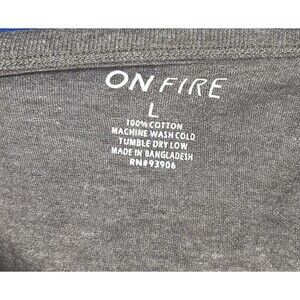 ON FIRE
L
100% COTTON
MACHINE WASH COLD
TUMBLE DRY LOW
MADE IN BANGLADESH
RN#93906